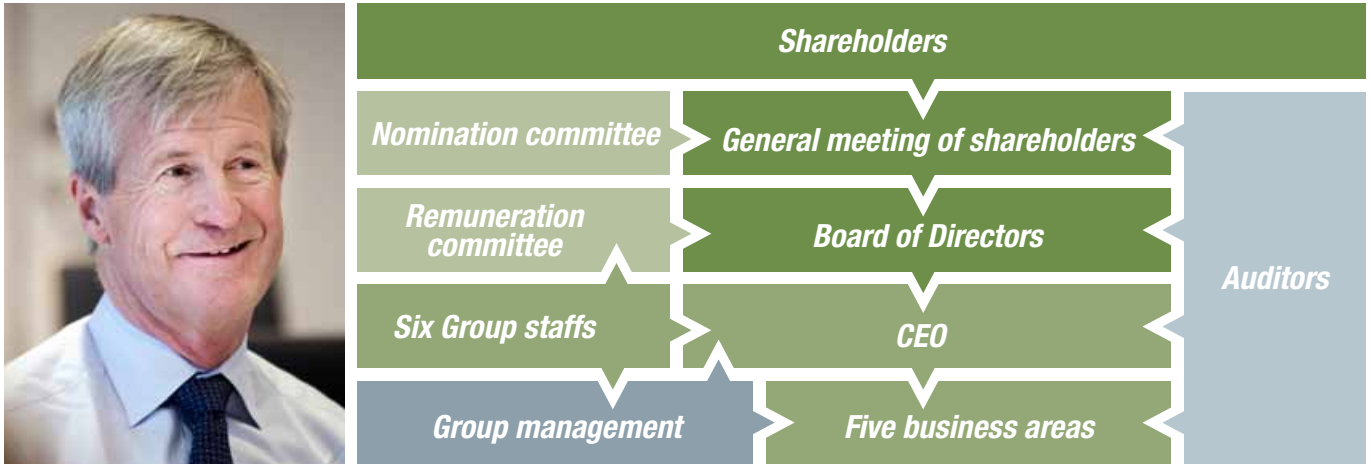 Shareholders
Nomination committee
General meeting of shareholders
Remuneration
committee
Board of Directors
Auditors
Six Group staffs
CEO
Group management
Five business areas